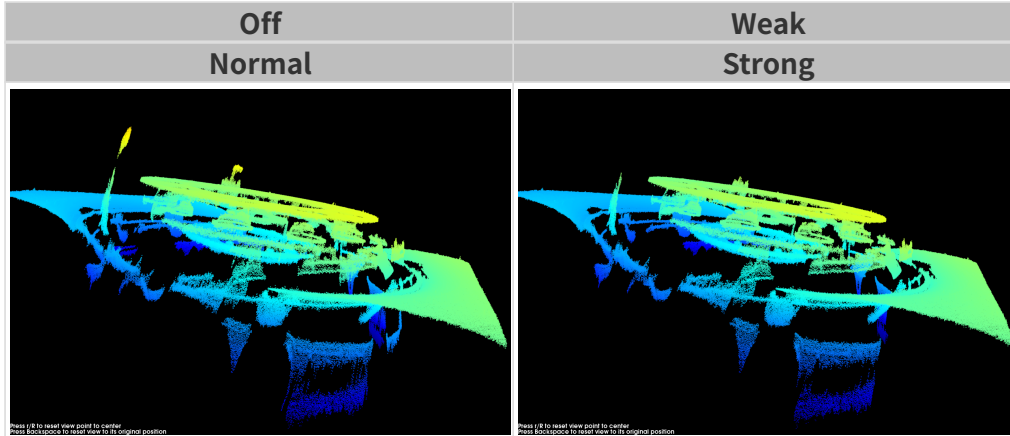 Off
Weak
Normal
Strong
Press r/R to reset view point to center
Press Backspace to reset view to its original position
Press r/R to reset view point to center
Press Backspace to reset view to its original position